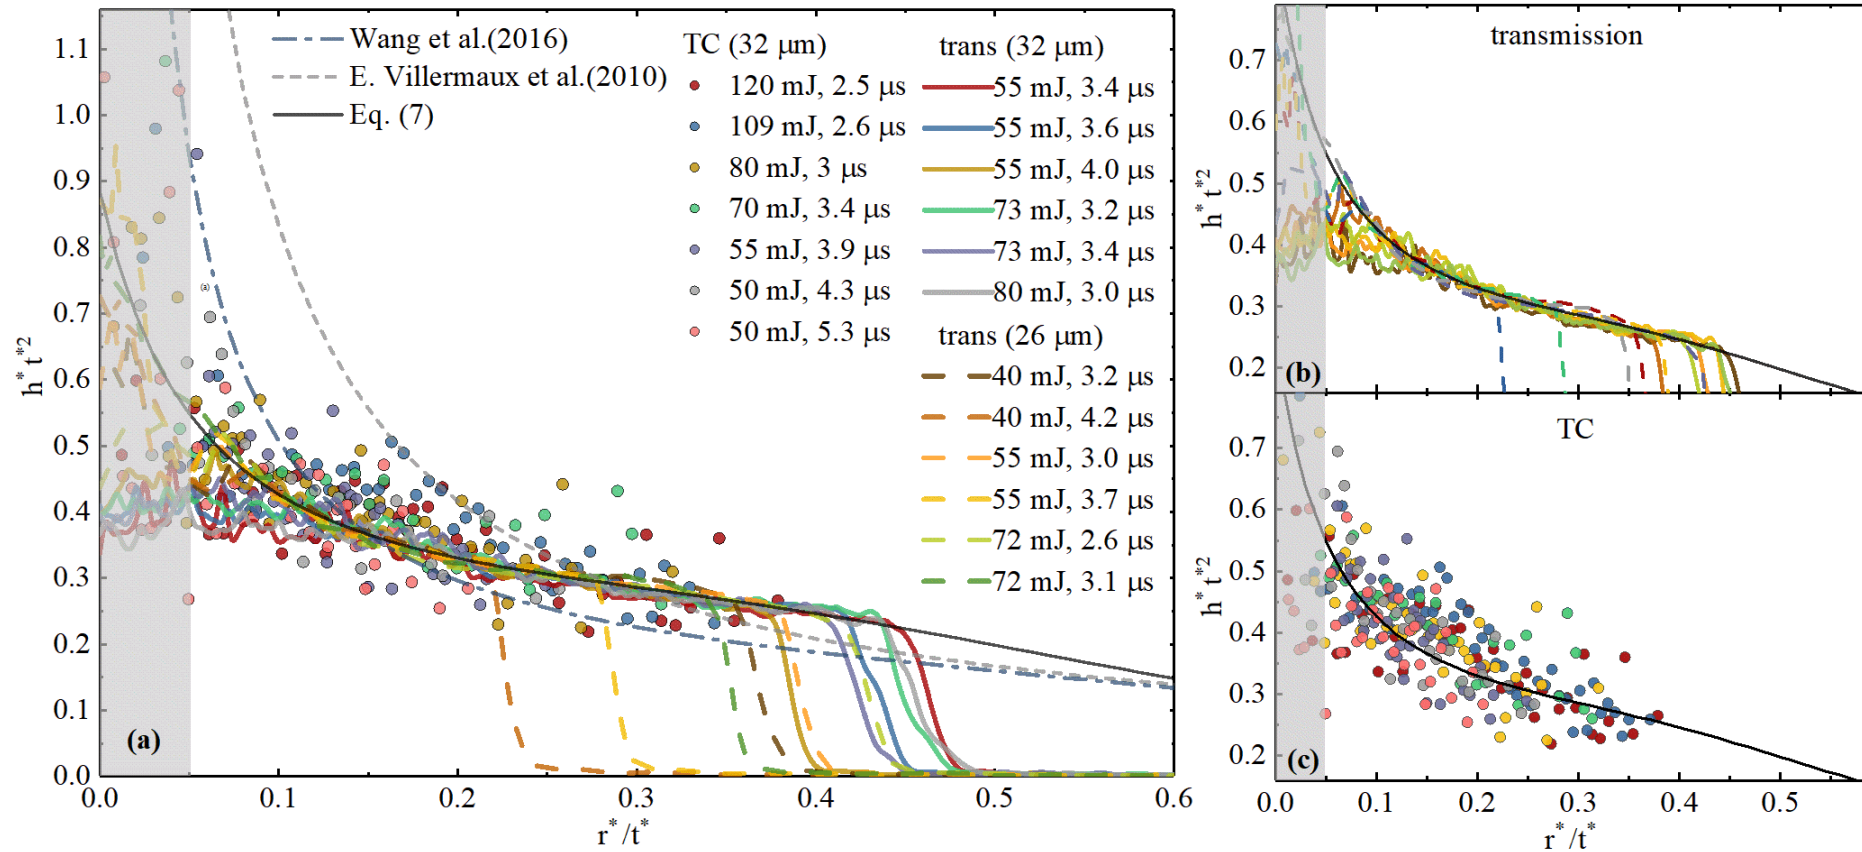 Wang et al.(2016)
E. Villermaux et al.(2010)
Eq. (7)
TC (32 μm)
120 mJ, 2.5 μs
109 mJ, 2.6 μs
80 mJ, 3 μs
70 mJ, 3.4 μs
55 mJ, 3.9 μs
50 mJ, 4.3 μs
50 mJ, 5.3 μs
trans (32 μm)
55 mJ, 3.4 μs
55 mJ, 3.6 μs
55 mJ, 4.0 μs
73 mJ, 3.2 μs
73 mJ, 3.4 μs
80 mJ, 3.0 μs
trans (26 μm)
40 mJ, 3.2 μs
40 mJ, 4.2 μs
55 mJ, 3.0 μs
55 mJ, 3.7 μs
72 mJ, 2.6 μs
72 mJ, 3.1 μs
(a)
(a)
h* t*2
1.1
1.0
0.9
0.8
0.7
0.6
0.5
0.4
0.3
0.2
0.1
0.0
0.0 0.1 0.2 0.3 0.4 0.5 0.6
r*/t*
transmission
(b)
h* t*2
0.7
0.6
0.5
0.4
0.3
0.2
TC
(c)
h* t*2
0.7
0.6
0.5
0.4
0.3
0.2
0.0 0.1 0.2 0.3 0.4 0.5
r*/t*